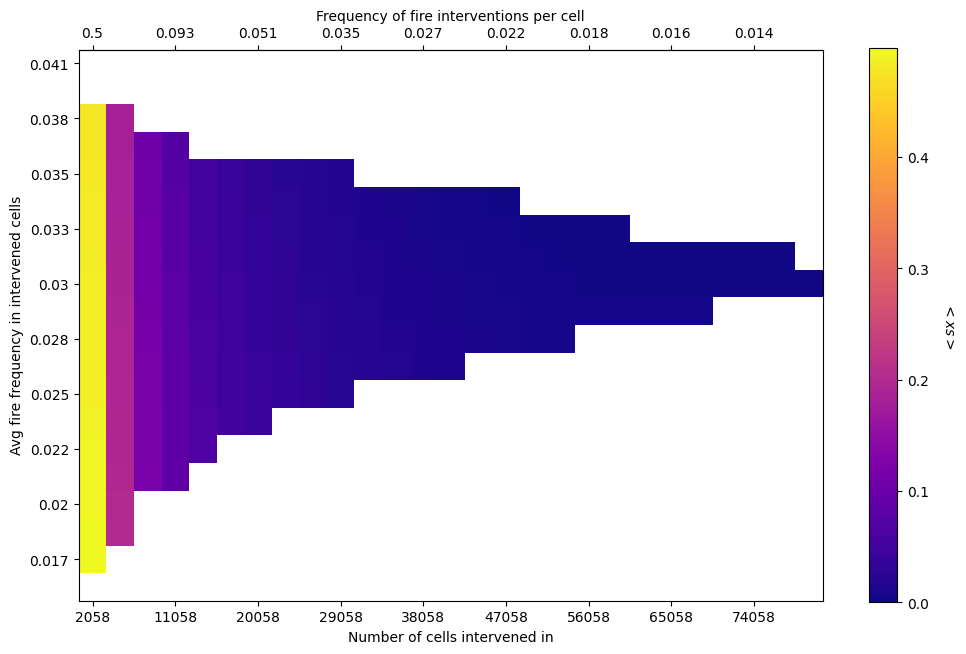 Frequency of fire interventions per cell
0.5 0.093 0.051 0.035 0.027 0.022 0.018 0.016 0.014
0.041
0.038
0.035
0.033
0.03
0.028
0.025
0.022
0.02
0.017
Avg fire frequency in intervened cells
2058 11058 20058 29058 38058 47058 56058 65058 74058
Number of cells intervened in
0.4
0.3
0.2
0.1
0.0
< sx >